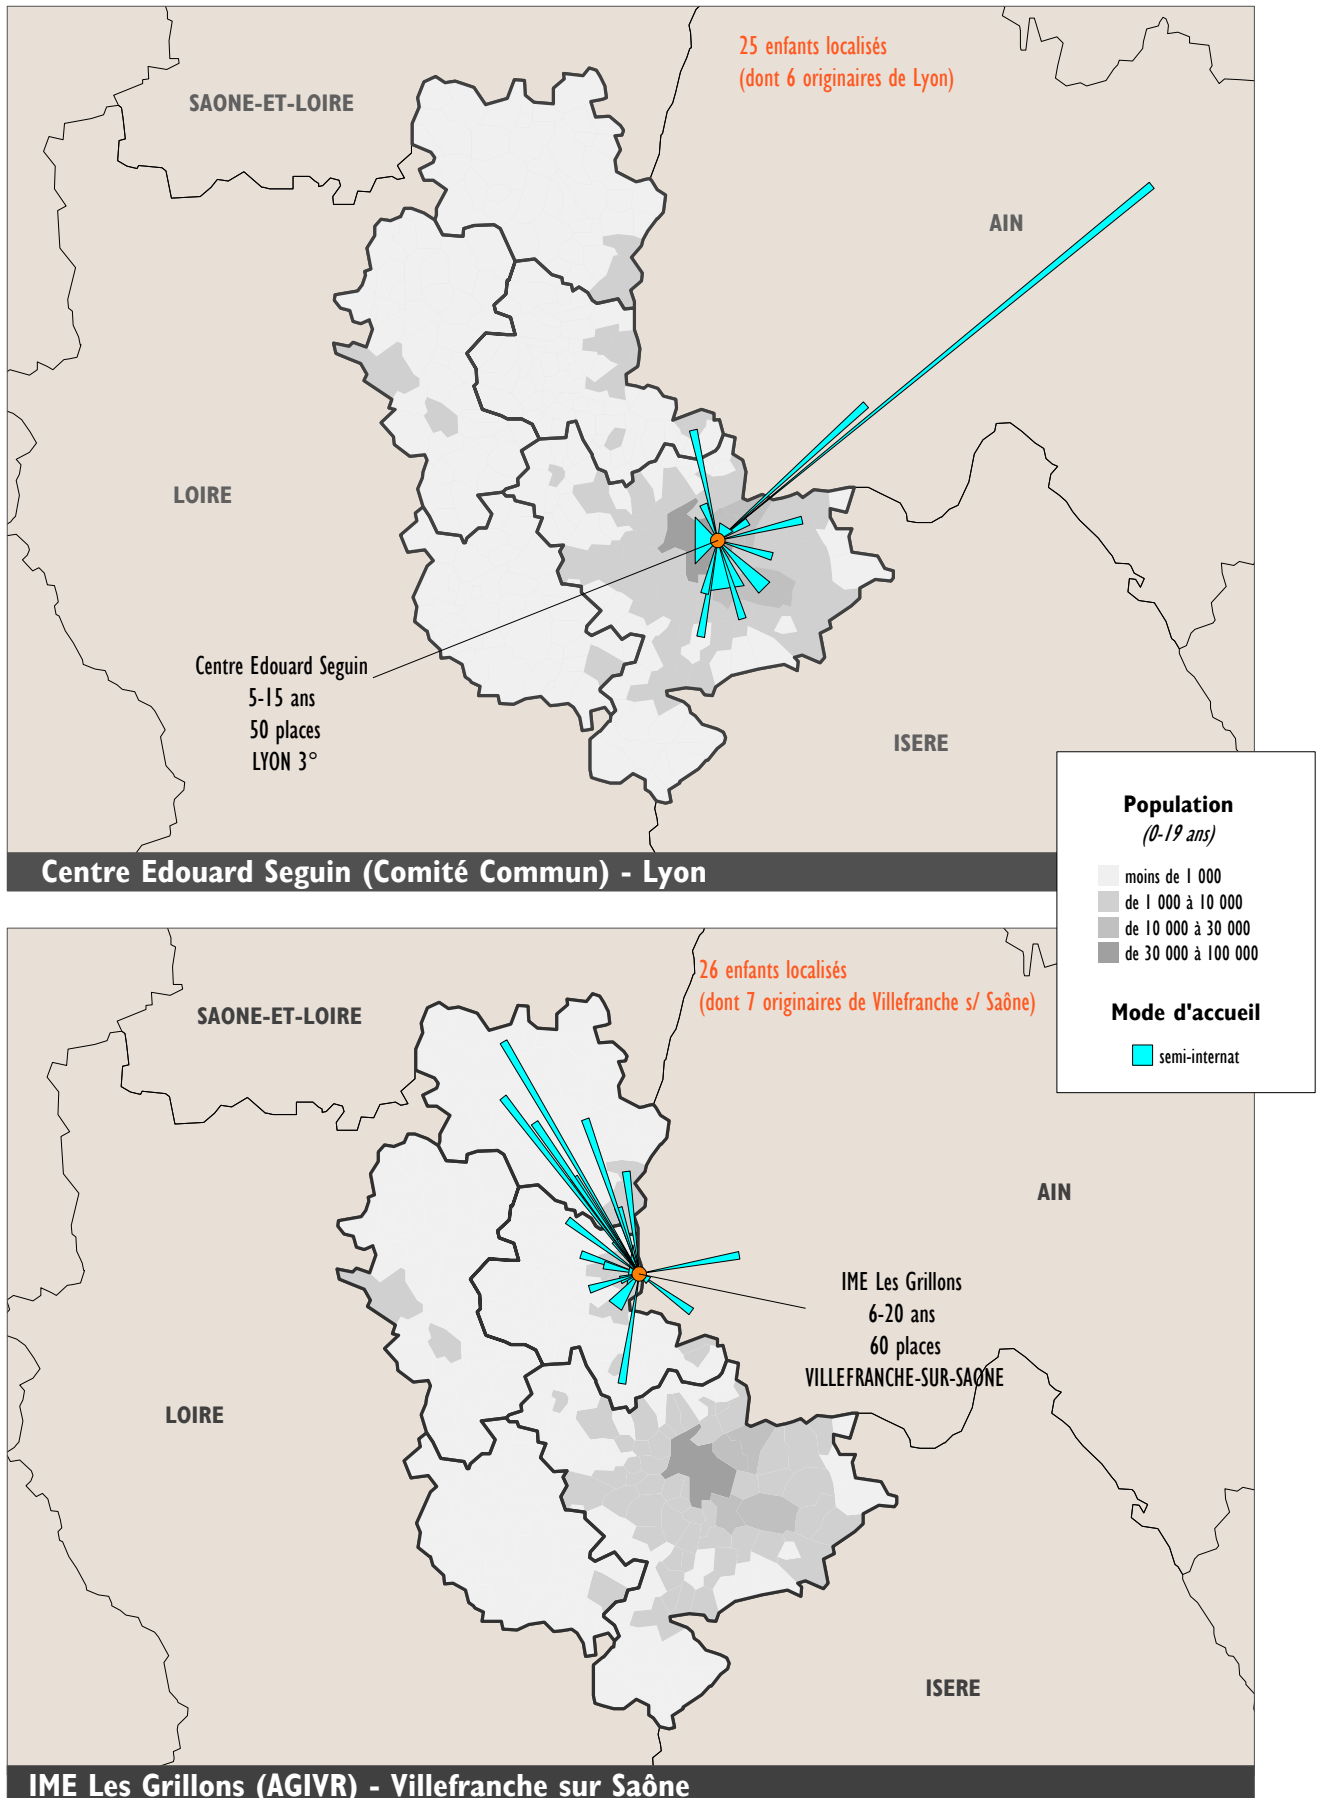 25 enfants localisés
(dont 6 originaires de Lyon)
SAONE-ET-LOIRE
AIN
LOIRE
Centre Edouard Seguin
5-15 ans
50 places
LYON 3°
ISERE
Centre Edouard Seguin (Comité Commun) - Lyon
Population
(0-19 ans)
moins de 1 000
de 1 000 à 10 000
de 10 000 à 30 000
de 30 000 à 100 000
Mode d'accueil
semi-internat
26 enfants localisés
(dont 7 originaires de Villefranche s/ Saône)
SAONE-ET-LOIRE
AIN
IME Les Grillons
6-20 ans
60 places
VILLEFRANCHE-SUR-SAONE
LOIRE
ISERE
IME Les Grillons (AGIVR) - Villefranche sur Saône